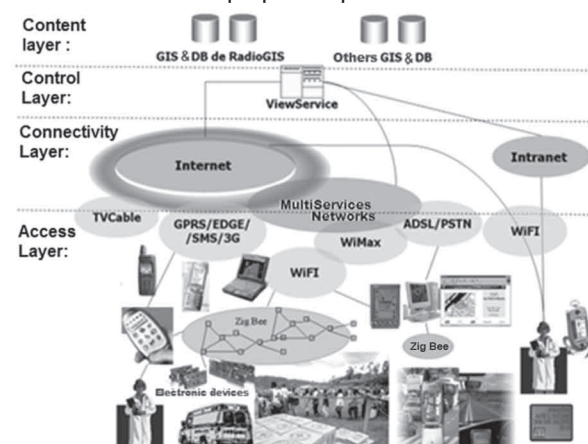 Content
layer :
GIS & DB de RadioGIS
Others GIS & DB
Control
Layer:
ViewService
Connectivity
Layer:
Internet
Intranet
MultiServices
Networks
TVCable
GPRS/EDGE/
/SMS/3G
WiMax
ADSL/PSTN
WiFI
Access
Layer:
WiFI
Zig Bee
Zig Bee
Electronic devices